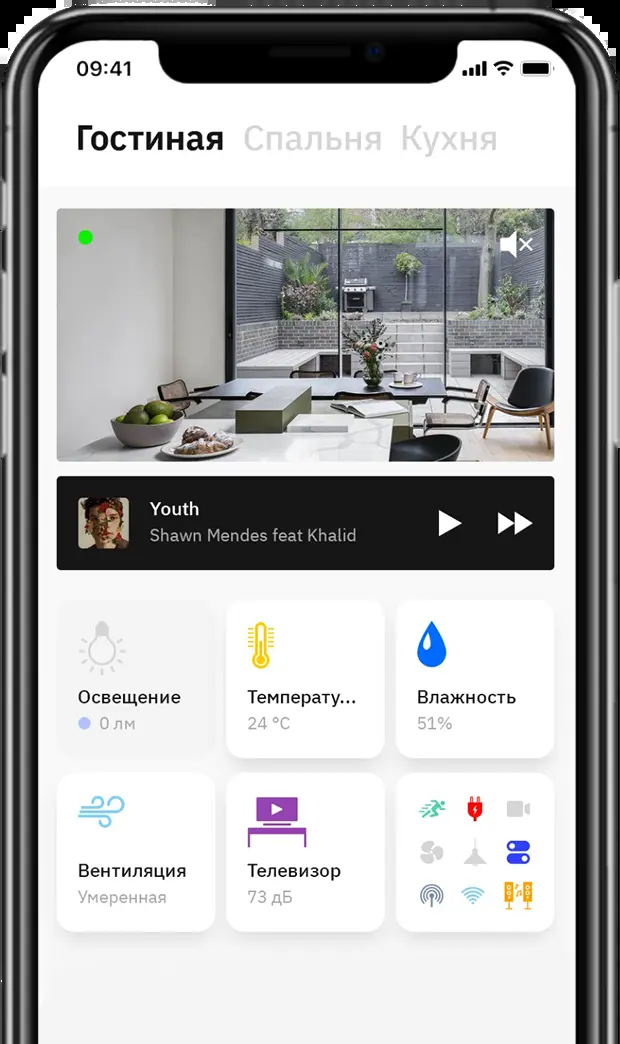 09:41
Гостиная Спальня Кухня
Youth
Shawn Mendes feat Khalid
Освещение
0 лм
Температу...
24 °C
Влажность
51%
Вентиляция
Умеренная
Телевизор
73 дБ